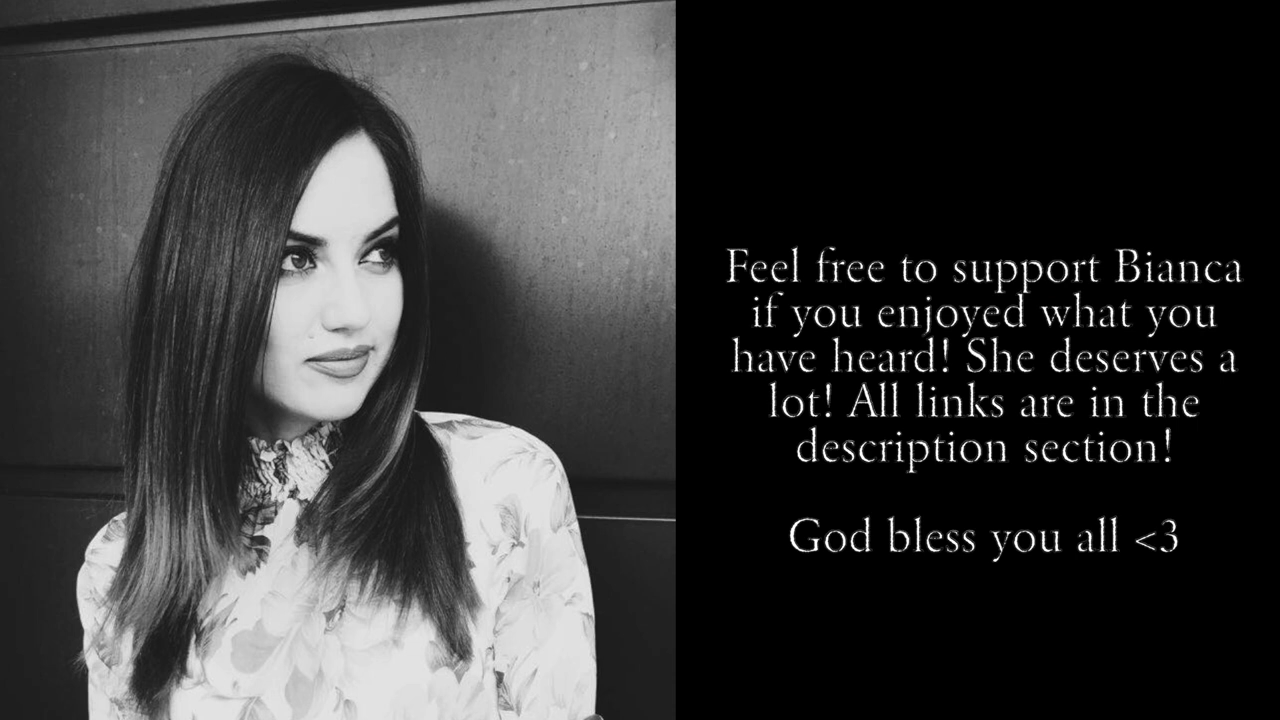 Feel free to support Bianca
if you enjoyed what you
have heard! She deserves a
lot! All links are in the
description section!
God bless you all <3